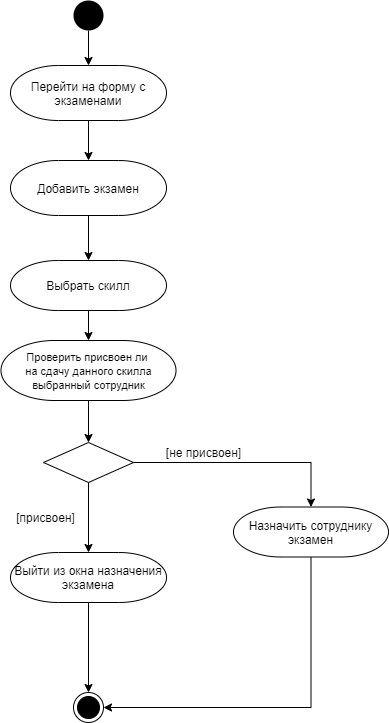 Перейти на форму с
экзаменами
Добавить экзамен
Выбрать скилл
Проверить присвоен ли
на сдачу данного скилла
выбранный сотрудник
[не присвоен]
[присвоен]
Назначить сотруднику
экзамен
Выйти из окна назначения
экзамена